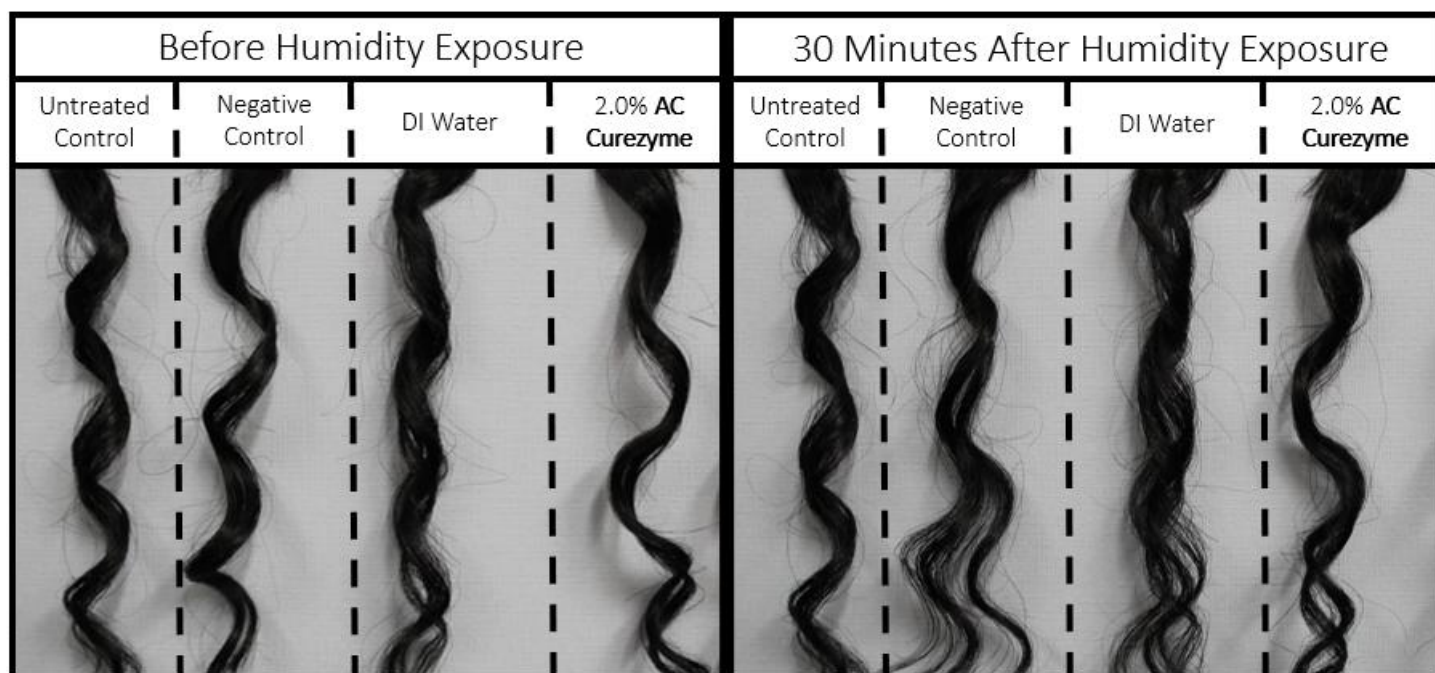 Before Humidity Exposure
30 Minutes After Humidity Exposure
Untreated
Control
Negative
Control
DI Water
2.0% AC
Curezyme
Untreated
Control
Negative
Control
DI Water
2.0% AC
Curezyme